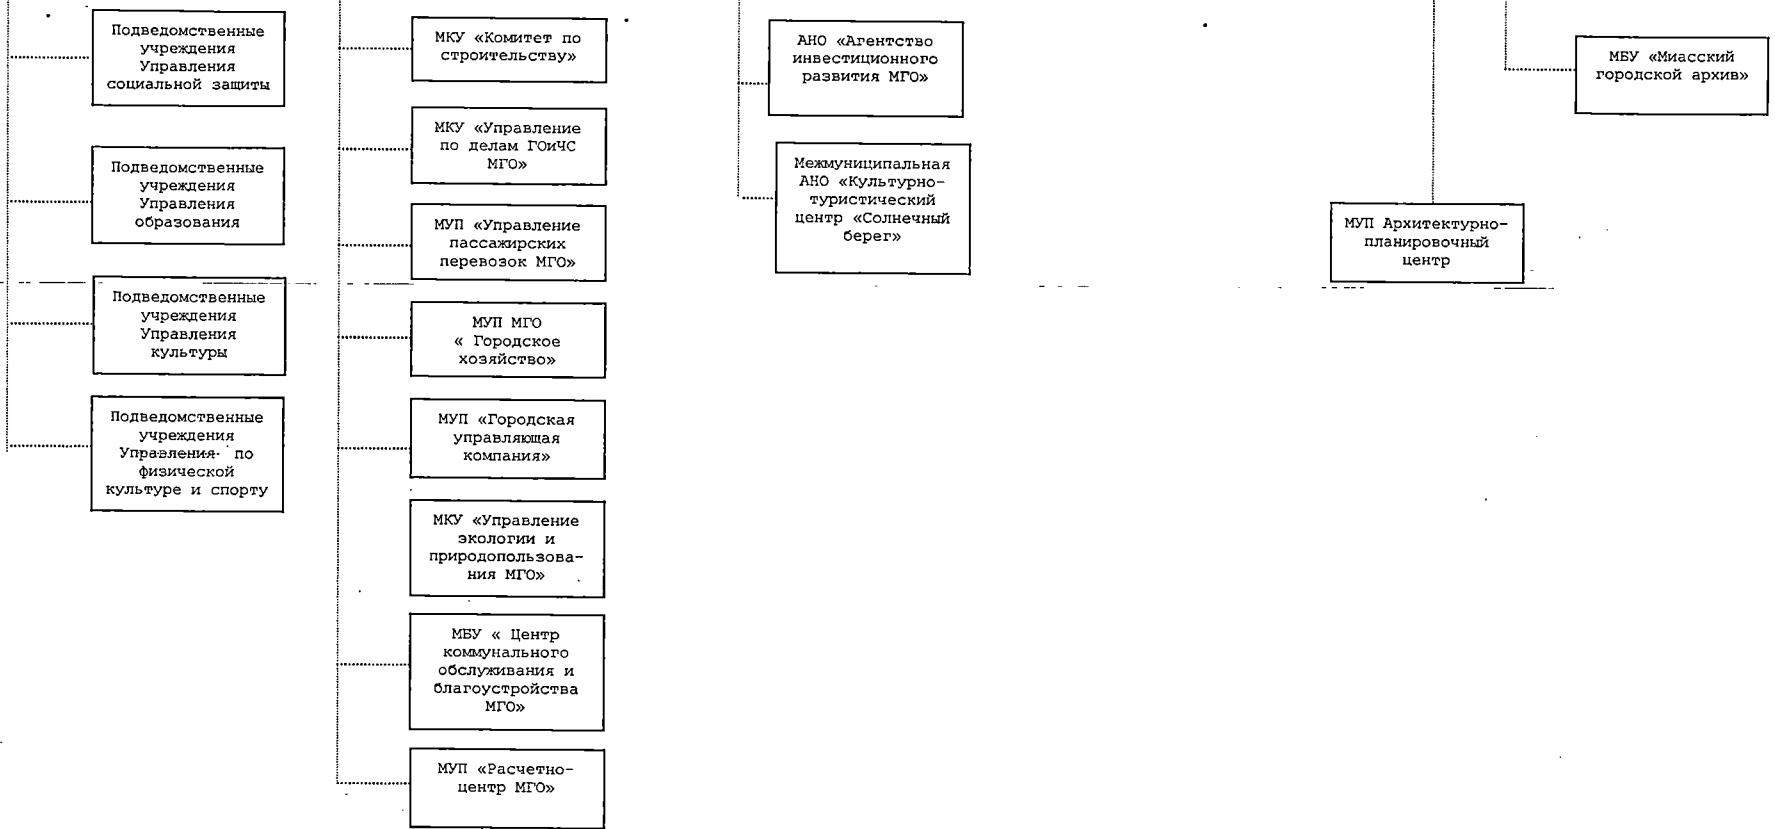 Подведомственные
учреждения
Управления
социальной защиты
Подведомственные
учреждения
Управления
образования
Подведомственные
учреждения
Управления
культуры
Подведомственные
учреждения
Управления по
физической
культуре и спорту
МКУ «Комитет по
строительству»
МКУ «Управление
по делам ГОиЧС
МГО»
МУП «Управление
пассажирских
перевозок МГО»
МУП МГО
« Городское
хозяйство»
МУП «Городская
управляющая
компания»
МКУ «Управление
экологии и
природопользова-
ния МГО»
МБУ « Центр
коммунального
обслуживания и
благоустройства
МГО»
МУП «Расчетно-
центр МГО»
АНО «Агентство
инвестиционного
развития МГО»
Межмуниципальная
АНО «Культурно-
туристический
центр «Солнечный
берег»
МУП Архитектурно-
планировочный
центр
МБУ «Миасский
городской архив»